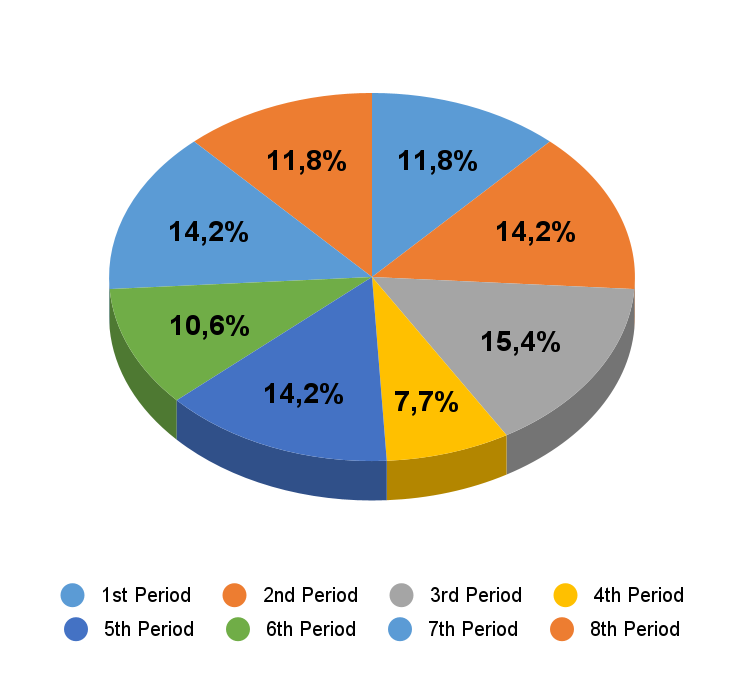 11,8% 11,8%
14,2% 14,2%
10,6% 15,4%
14,2% 7,7%
1st Period 2nd Period 3rd Period 4th Period
5th Period 6th Period 7th Period 8th Period